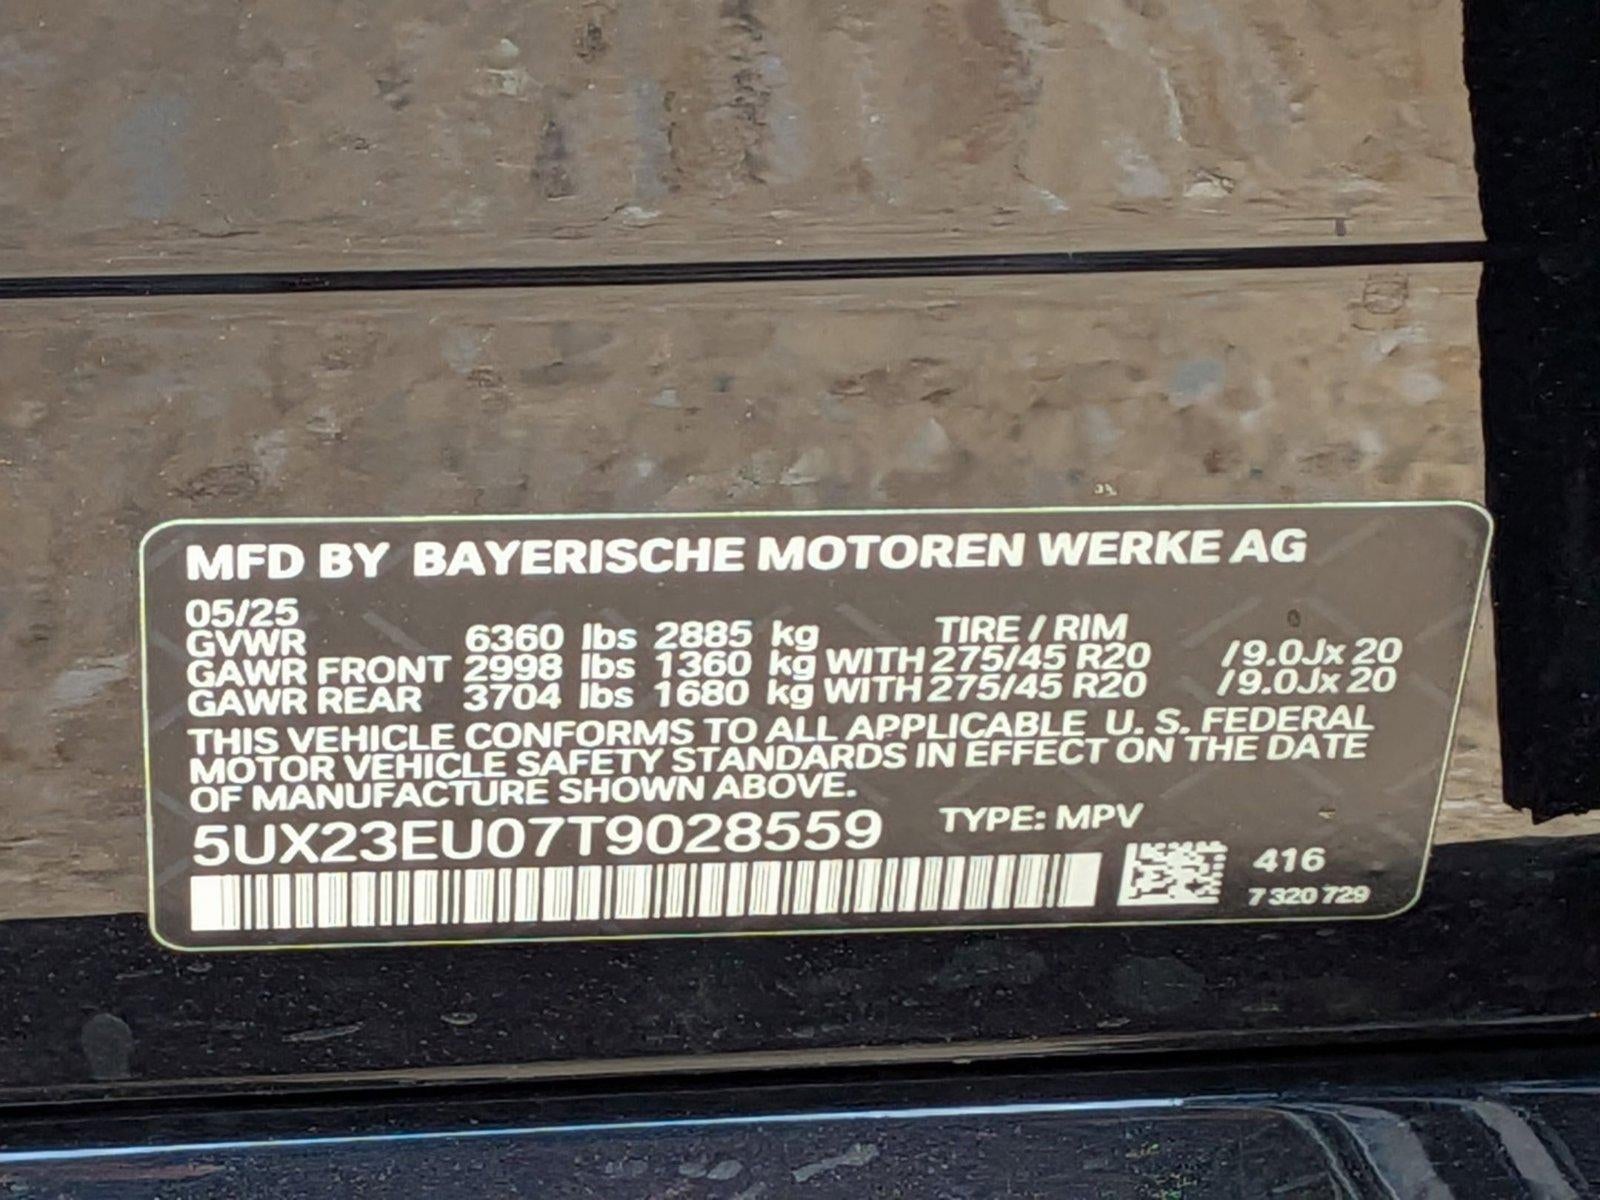 MFD BY BAYERISCHE MOTOREN WERKE AG
05/25
GVWR 6360 lbs 2885 kg TIRE / RIM
GAWR FRONT 2998 lbs 1360 kg WITH 275/45 R20 / 9.0Jx 20
GAWR REAR 3704 lbs 1680 kg WITH 275/45 R20 / 9.0Jx 20
THIS VEHICLE CONFORMS TO ALL APPLICABLE U. S. FEDERAL
MOTOR VEHICLE SAFETY STANDARDS IN EFFECT ON THE DATE
OF MANUFACTURE SHOWN ABOVE.
5UX23EU07T9028559 TYPE: MPV
416
7 320 729